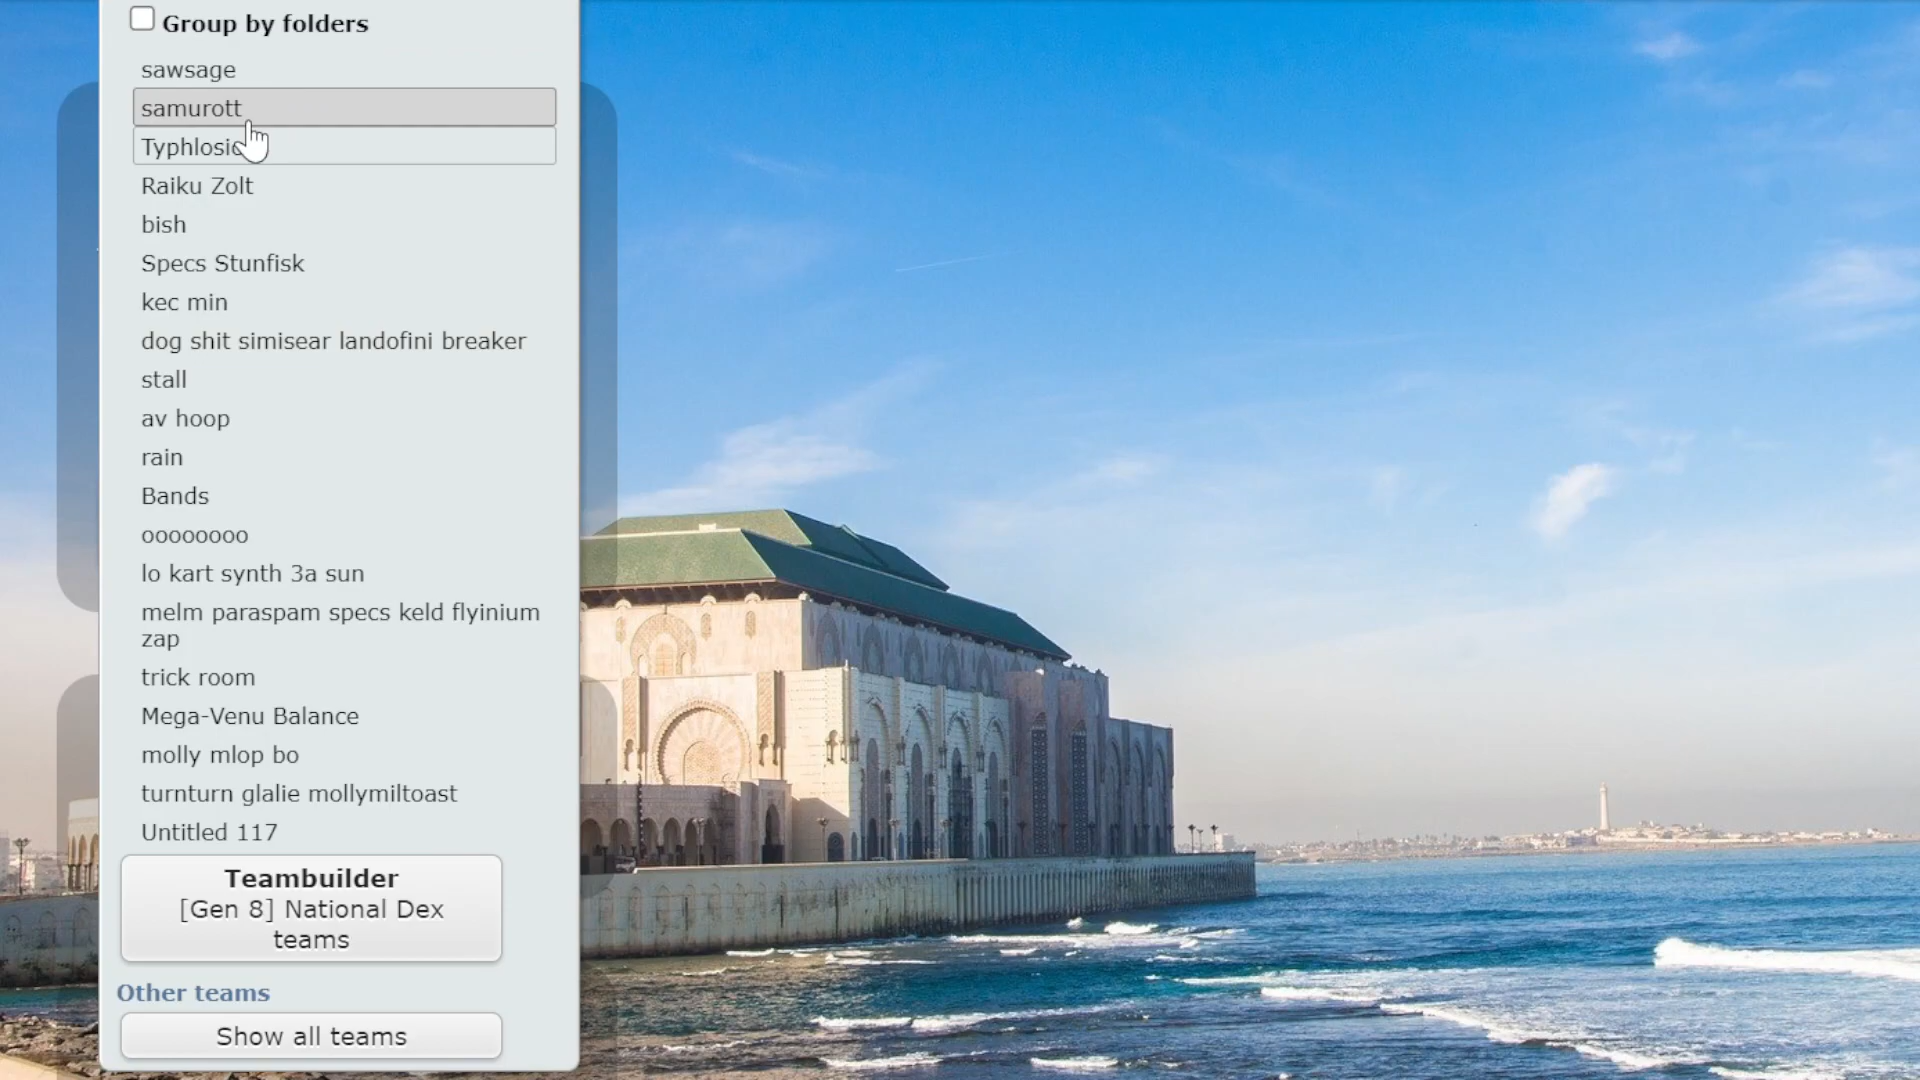 Group by folders
sawsage
samurott
Raiku Zolt
bish
Specs Stunfisk
kec min
dog shit simisear landofini breaker
stall
av hoop
rain
Bands
oooooooo
lo kart synth 3a sun
melm paraspam specs keld flyinium
zap
trick room
Mega-Venu Balance
molly mlop bo
turnturn glalie mollymiltoast
Untitled 117
Teambuilder
[Gen 8] National Dex
teams
Other teams
Show all teams